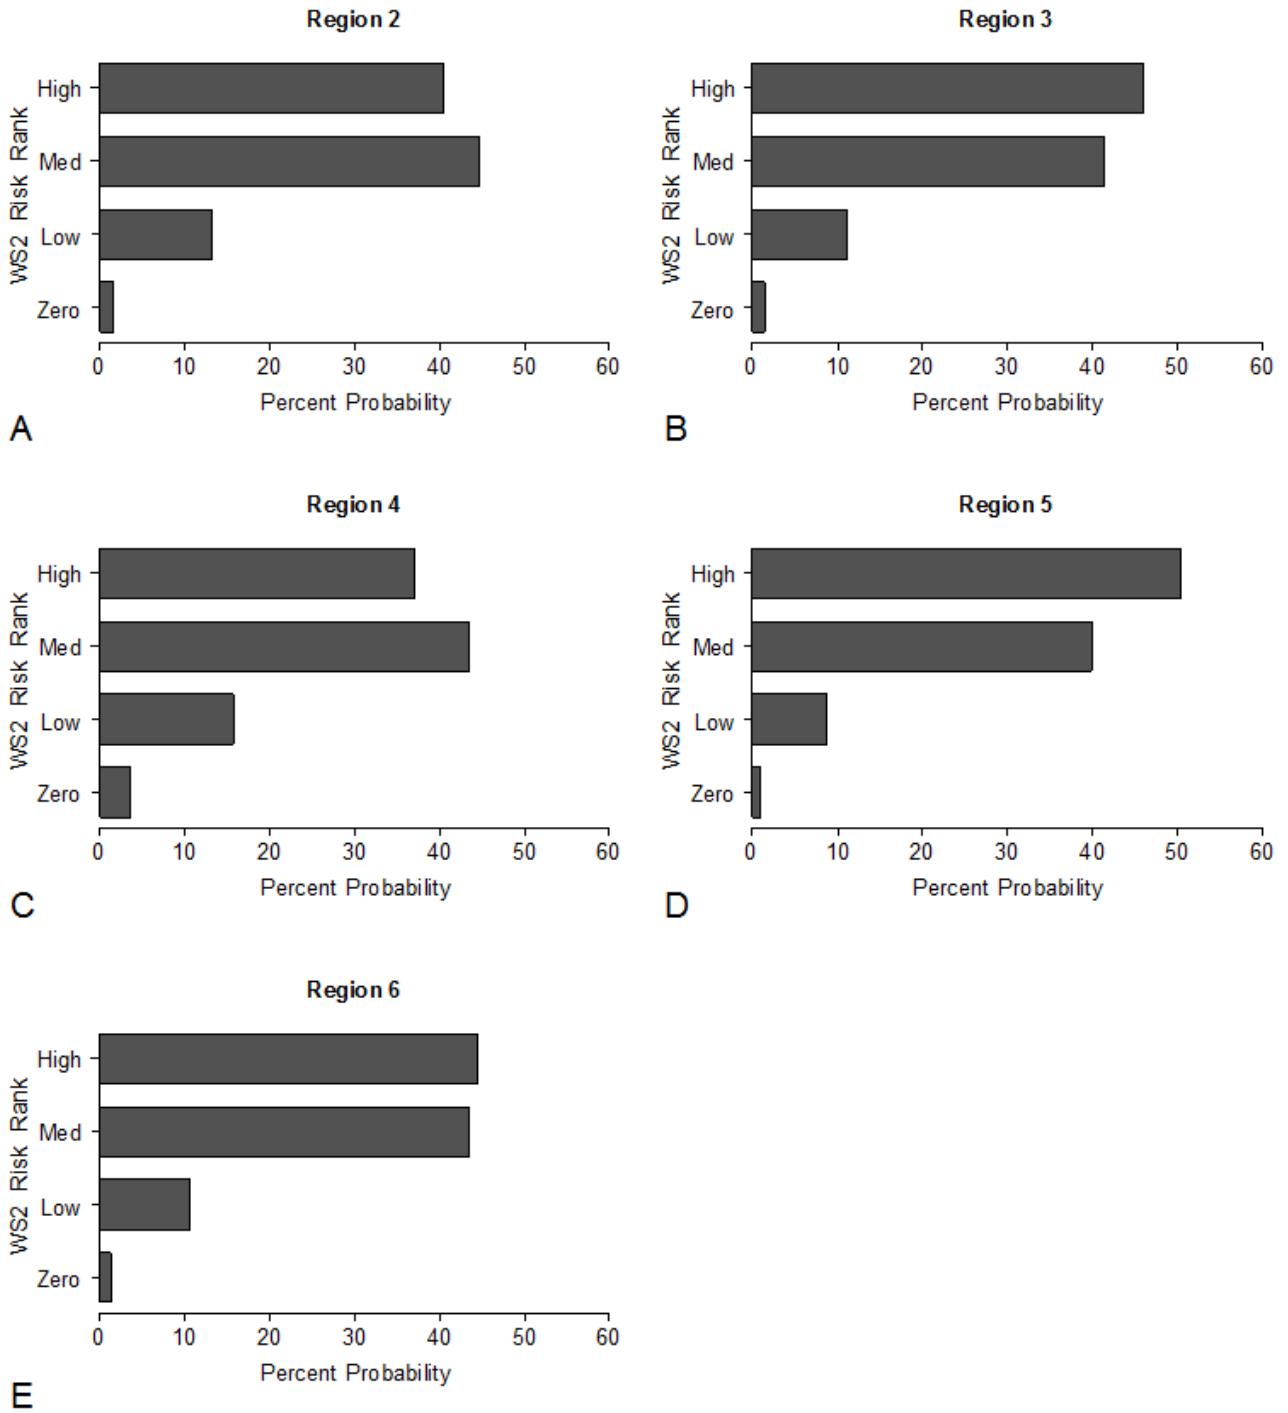 Region 2
High
Med
Low
Zero
WS2 Risk Rank
0 10 20 30 40 50 60
Percent Probability
A
Region 3
High
Med
Low
Zero
WS2 Risk Rank
0 10 20 30 40 50 60
Percent Probability
B
Region 4
High
Med
Low
Zero
WS2 Risk Rank
0 10 20 30 40 50 60
Percent Probability
C
Region 5
High
Med
Low
Zero
WS2 Risk Rank
0 10 20 30 40 50 60
Percent Probability
D
Region 6
High
Med
Low
Zero
WS2 Risk Rank
0 10 20 30 40 50 60
Percent Probability
E